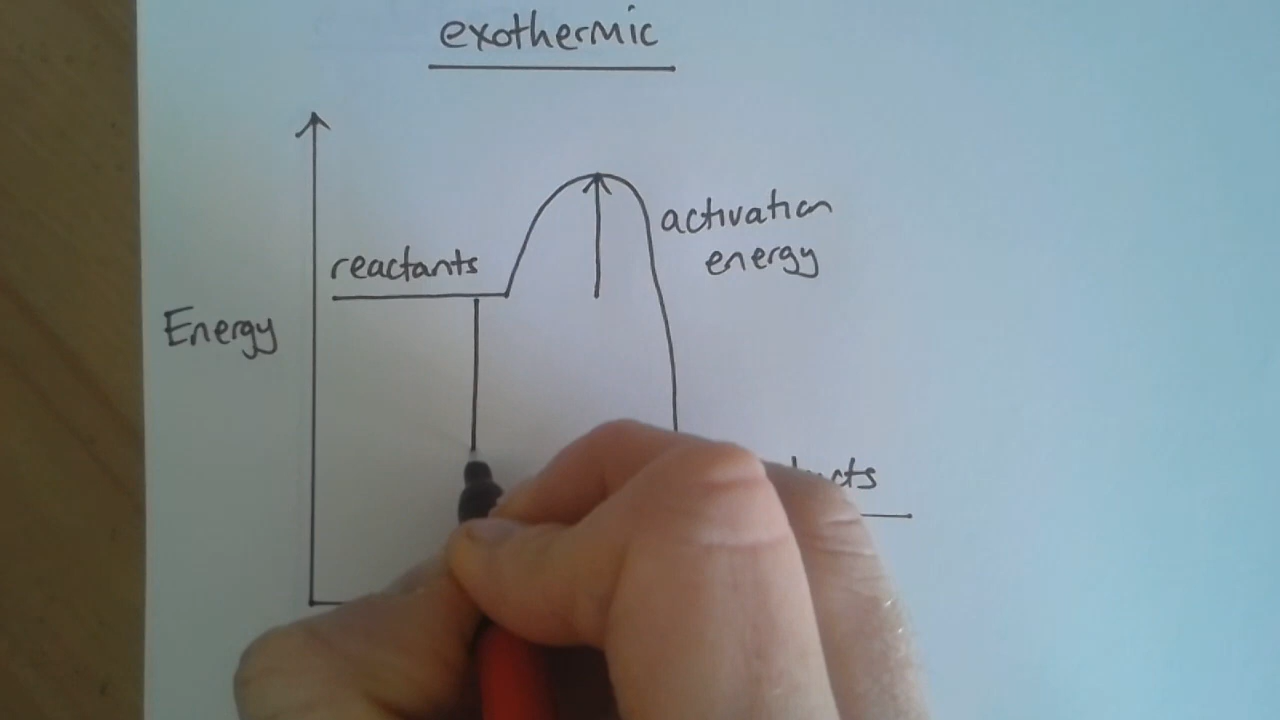 exothermic
reactants
activation
energy
Energy